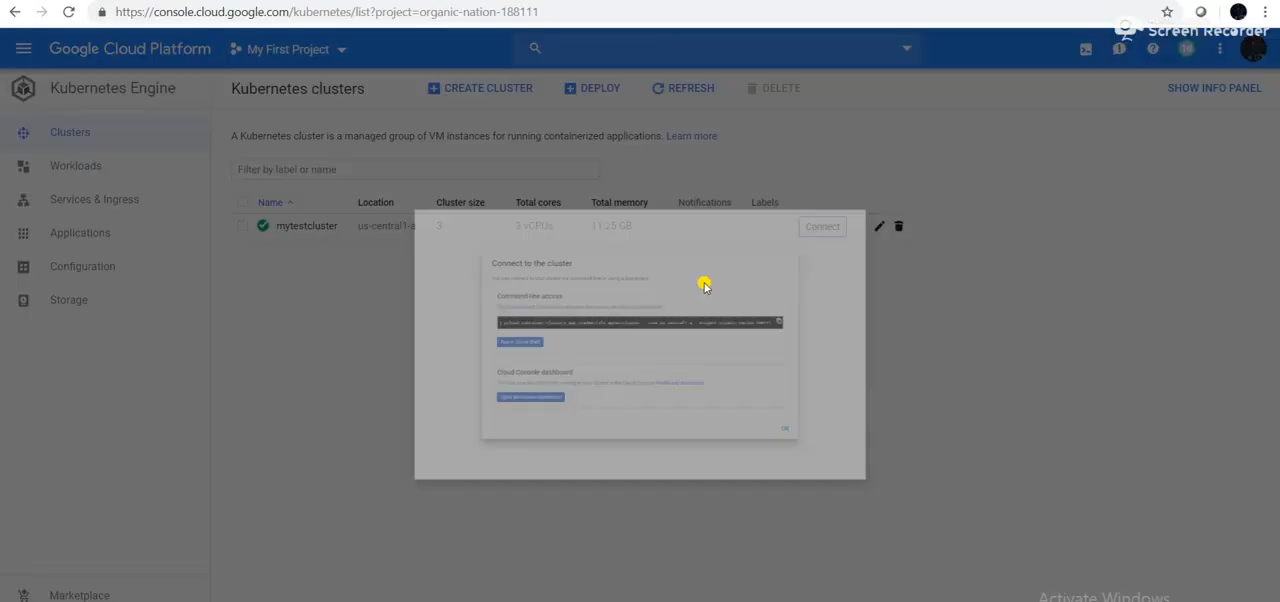 https://console.cloud.google.com/kubernetes/list?project=organic-nation-188111
Screen Recorder
Google Cloud Platform
My First Project
Kubernetes Engine
Kubernetes clusters
CREATE CLUSTER
DEPLOY
REFRESH
DELETE
SHOW INFO PANEL
Clusters
A Kubernetes cluster is a managed group of VM instances for running containerized applications. Learn more
Workloads
Filter by label or name
Services & Ingress
Name
Location
Cluster size
Total cores
Total memory
Notifications
Labels
mytestcluster
us-central1-a
3
3 vCPUs
11.25 GB
Connect
Applications
Configuration
Storage
Connect to the cluster
Command-line access
Run in Cloud Shell
Cloud Console dashboard
OK
Marketplace
Activate Windows